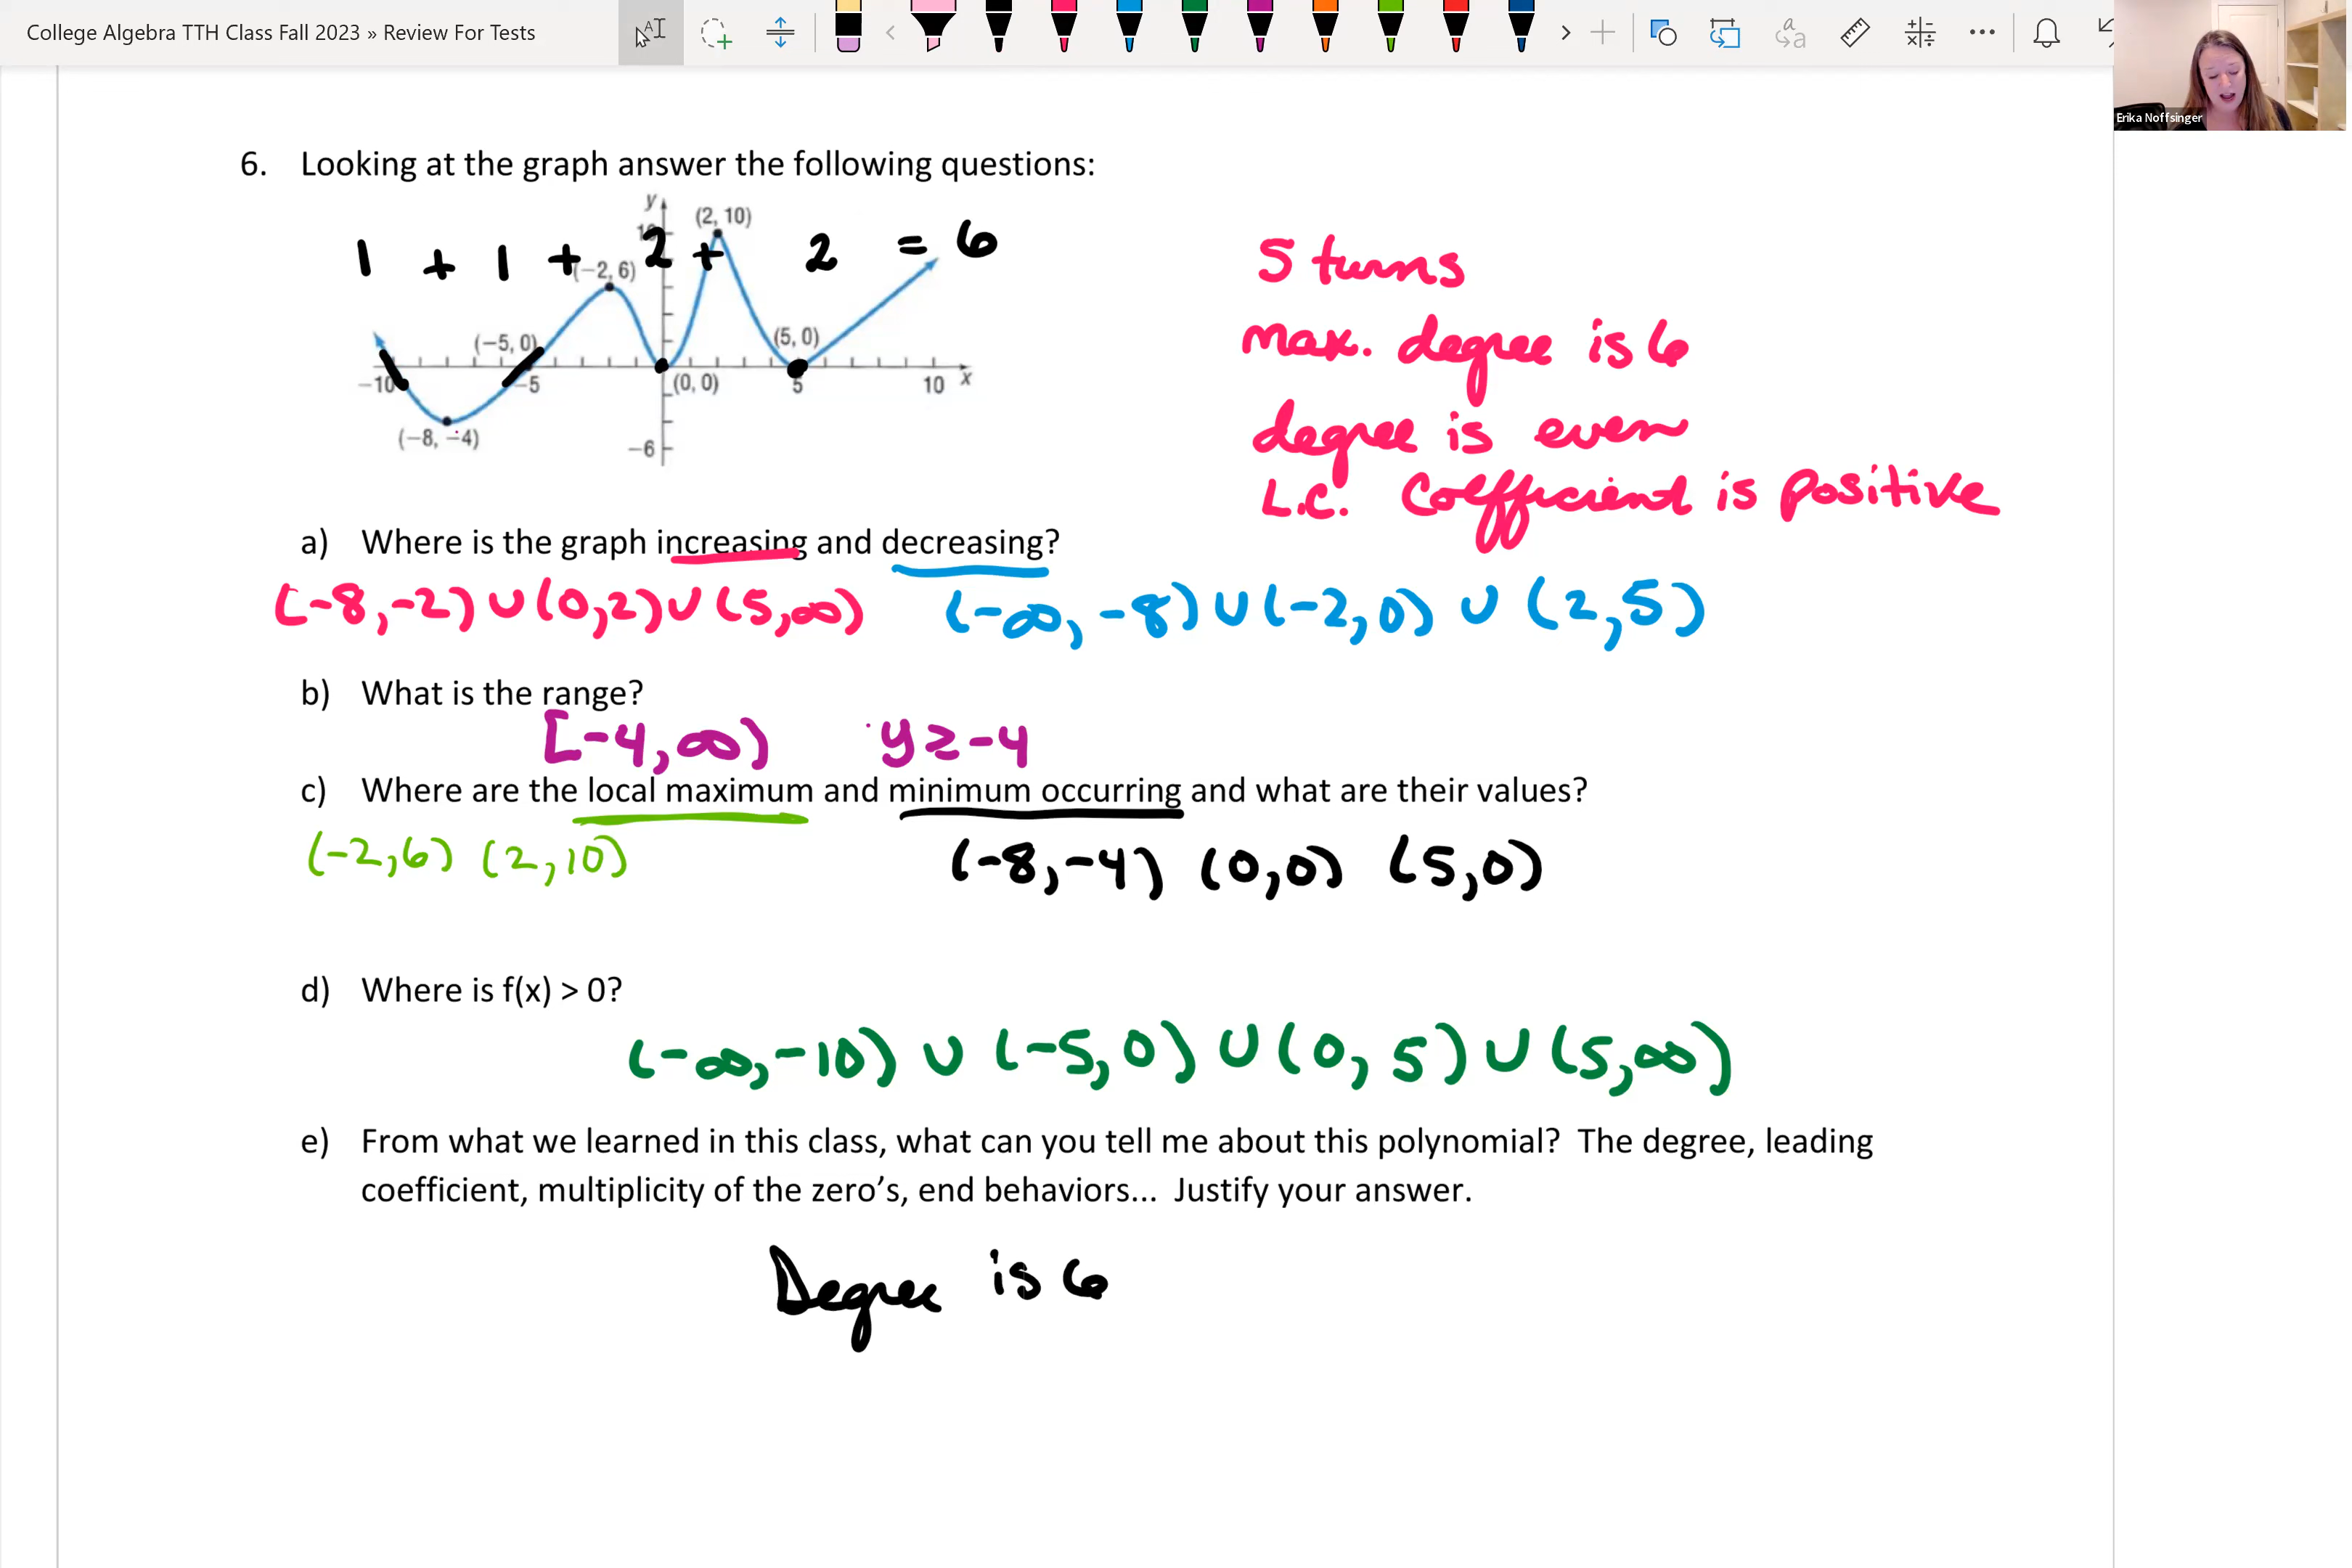 College Algebra TTH Class Fall 2023 » Review For Tests
Erika Noffsinger
6. Looking at the graph answer the following questions:
y
10
(2, 10)
1 + 1 + 2 + 2 = 6
(−2, 6)
(−5, 0)
(5, 0)
−10
−5
(0, 0)
5
10
x
(−8, −4)
−6
5 turns
max. degree is 6
degree is even
L.C. Coefficient is positive
a) Where is the graph increasing and decreasing?
(-8,-2) ∪ (0,2) ∪ (5,∞) (-∞, -8) ∪ (-2,0) ∪ (2,5)
b) What is the range?
[-4,∞) y≥-4
c) Where are the local maximum and minimum occurring and what are their values?
(-2,6) (2,10) (-8,-4) (0,0) (5,0)
d) Where is f(x) > 0?
(-∞,-10) ∪ (-5,0) ∪ (0,5) ∪ (5,∞)
e) From what we learned in this class, what can you tell me about this polynomial? The degree, leading
coefficient, multiplicity of the zero's, end behaviors... Justify your answer.
Degree is 6